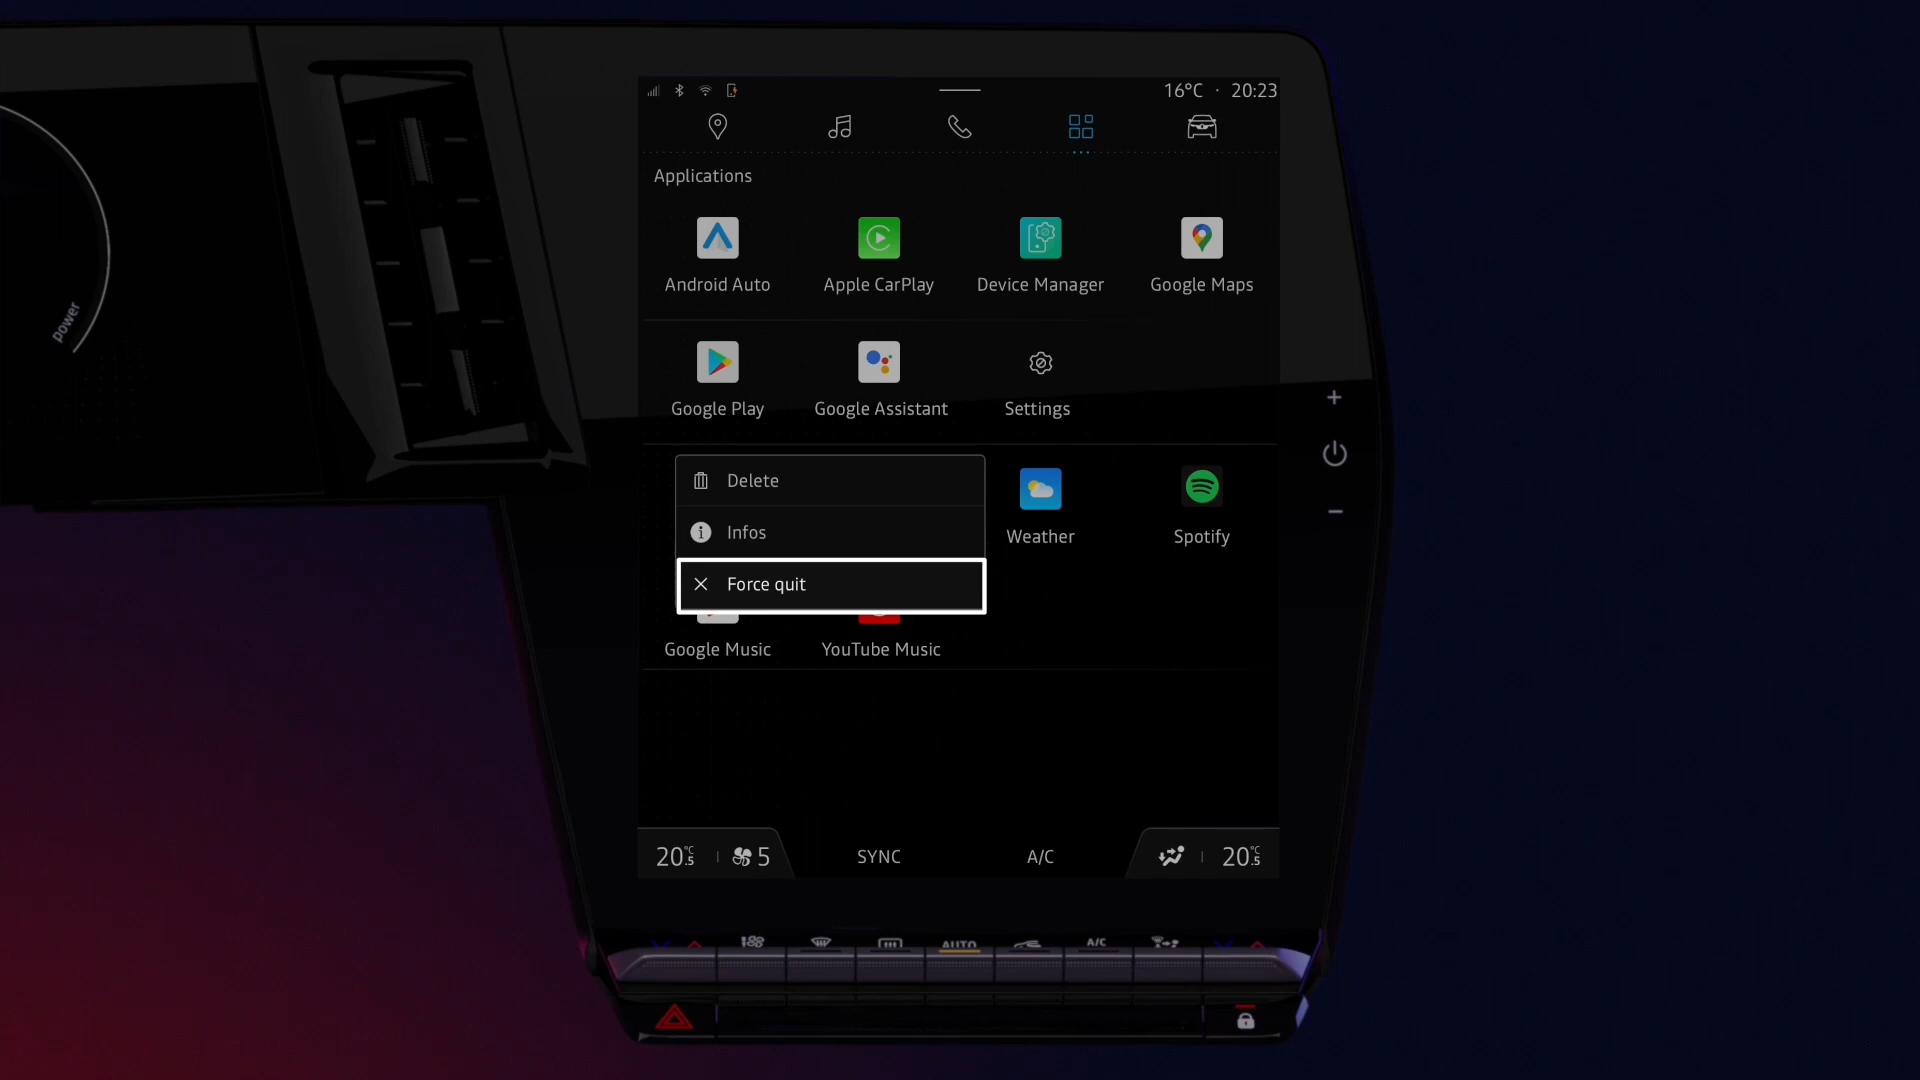 16°C · 20:23
Applications
Android Auto
Apple CarPlay
Device Manager
Google Maps
power
Google Play
Google Assistant
Settings
Delete
Infos
Force quit
Weather
Spotify
Google Music
YouTube Music
20.5°C
5
SYNC
A/C
20.5°C
AUTO
A/C